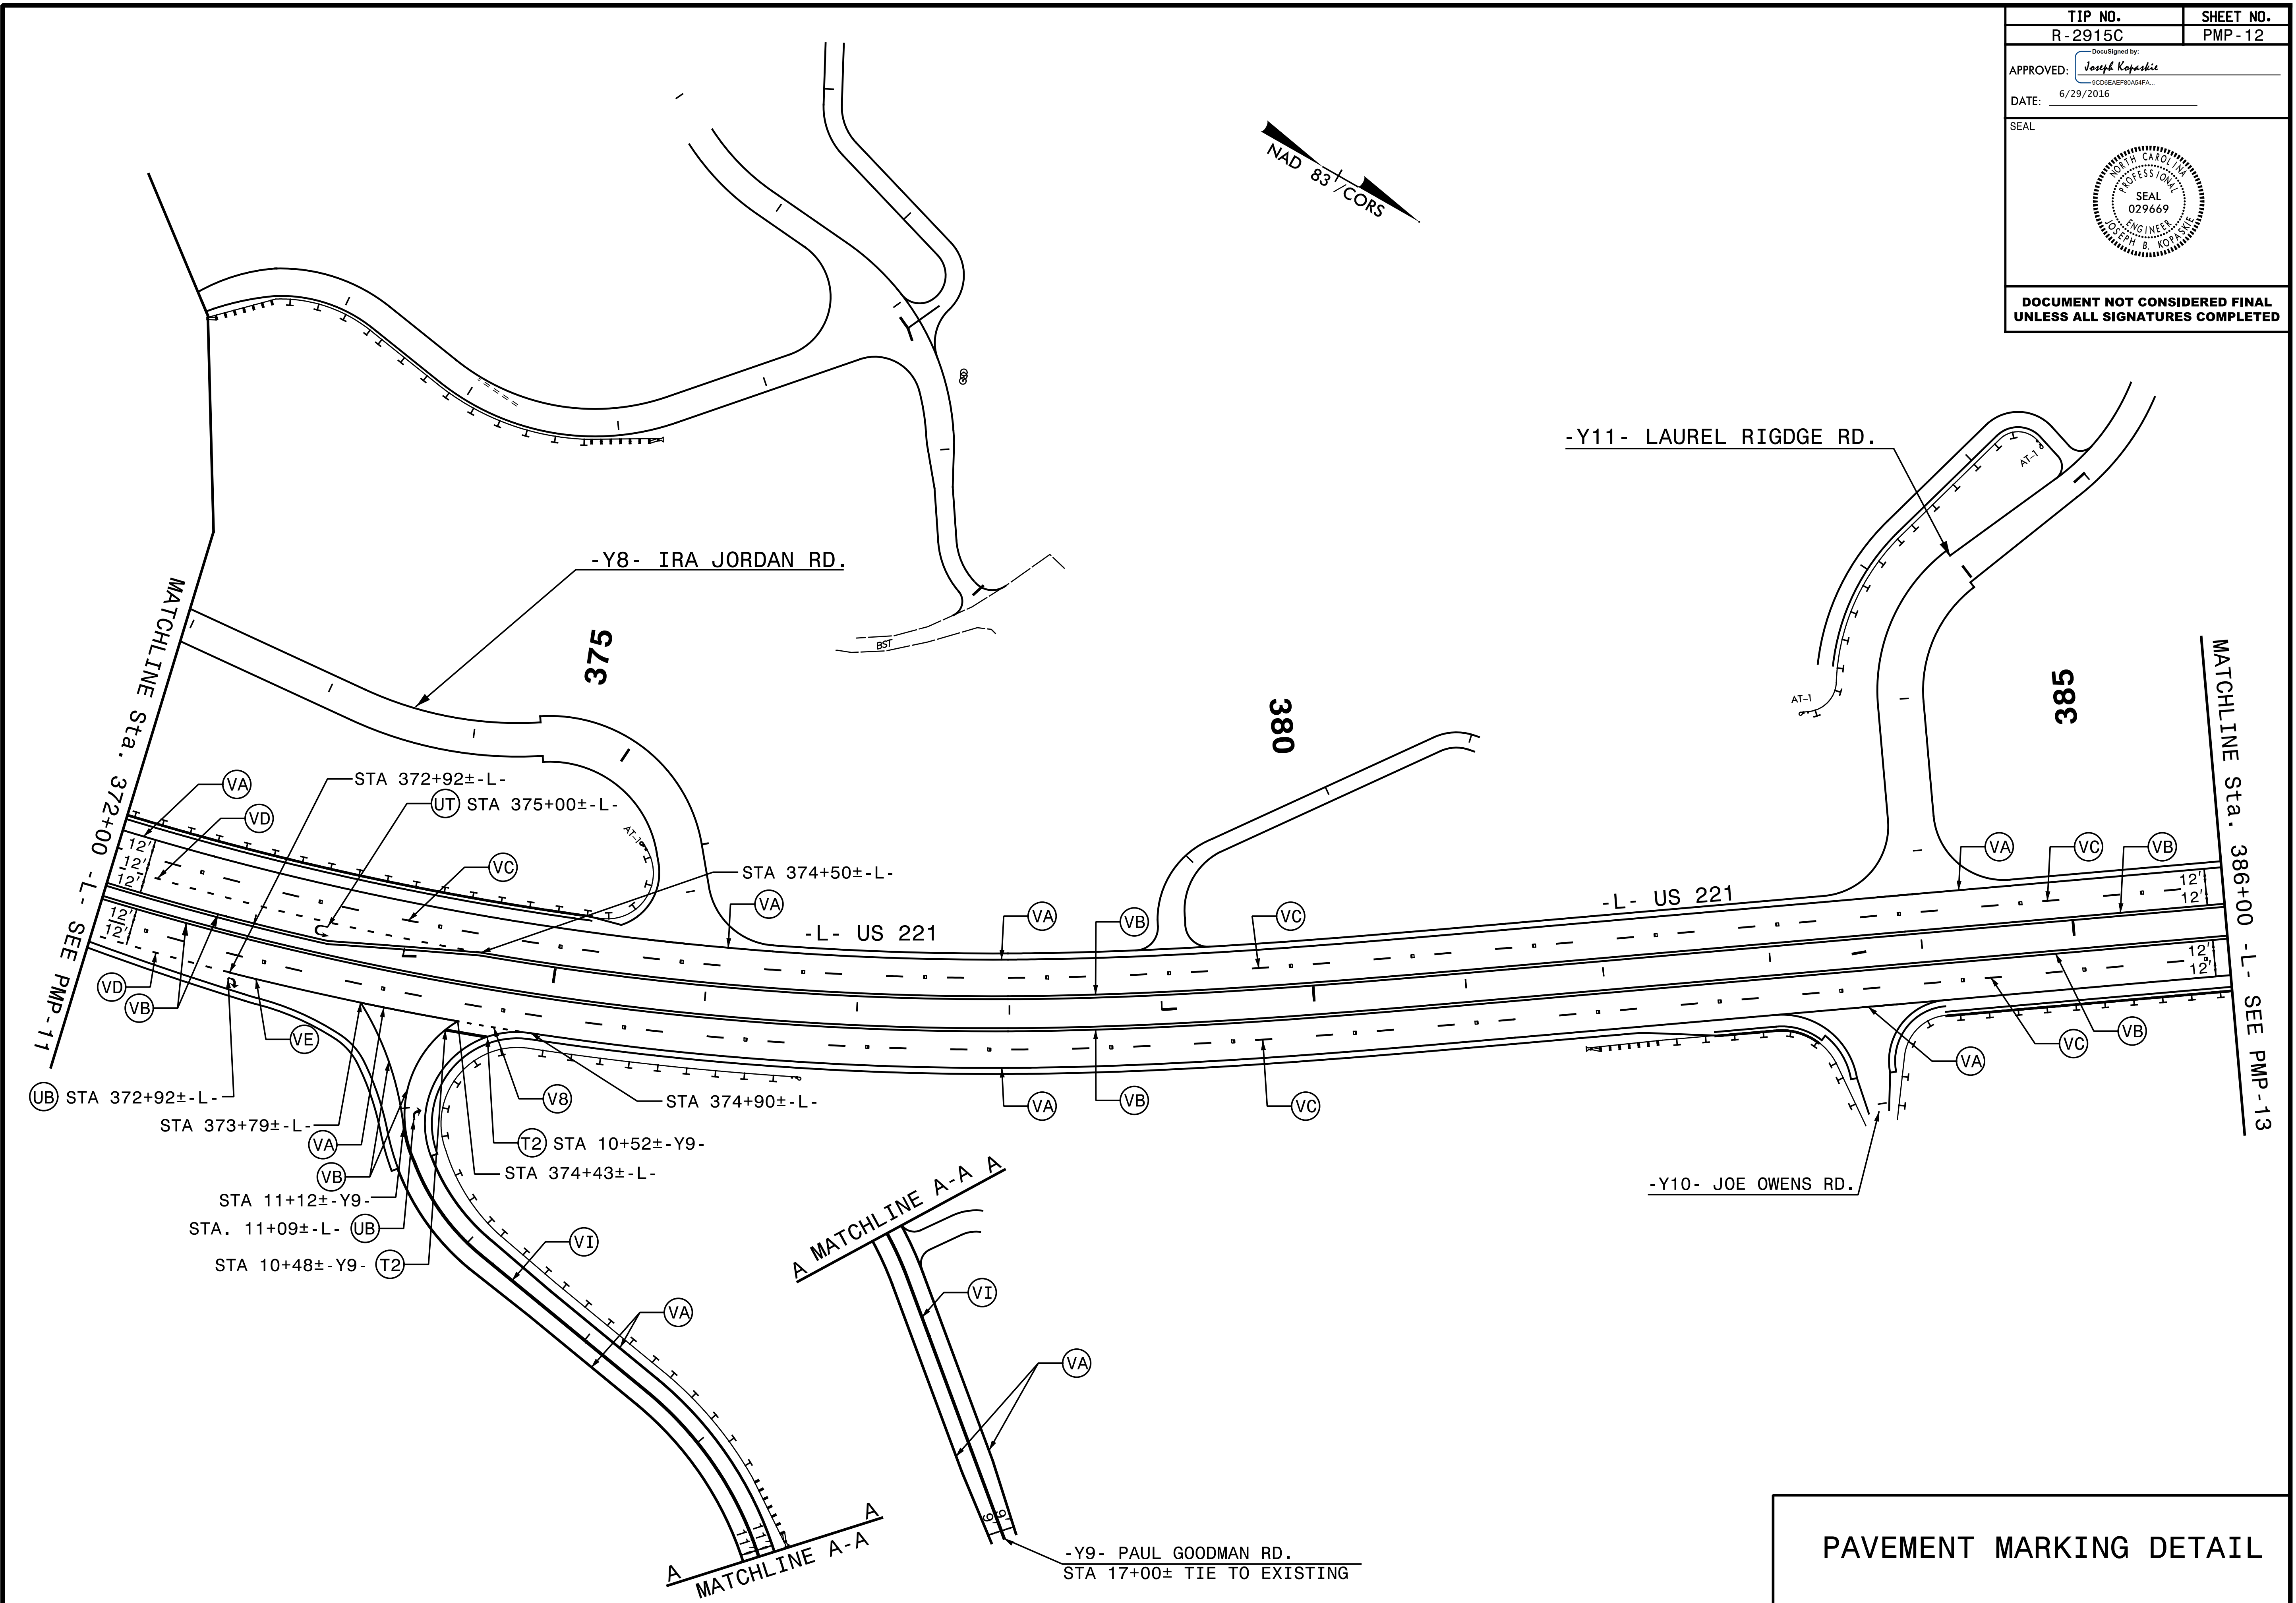 TIP NO.
SHEET NO.
R-2915C
PMP-12
DocuSigned by:
APPROVED:
Joseph Kopaskie
9CD6EAEF80A54FA...
DATE:
6/29/2016
SEAL
NORTH CAROLINA
PROFESSIONAL
SEAL
029669
ENGINEER
JOSEPH B. KOPASKIE
DOCUMENT NOT CONSIDERED FINAL
UNLESS ALL SIGNATURES COMPLETED
NAD 83/CORS
-Y11- LAUREL RIGDGE RD.
AT-1
AT-1
-Y8- IRA JORDAN RD.
BST
375
380
385
MATCHLINE Sta. 372+00 -L- SEE PMP-11
MATCHLINE Sta. 386+00 -L- SEE PMP-13
VA
STA 372+92±-L-
UT STA 375+00±-L-
VD
AT-1
VC
STA 374+50±-L-
VA
12'
12'
12'
12'
12'
-L- US 221
VA
VB
VC
-L- US 221
VA
VC
VB
12'
12'
12'
12'
VD
VB
VE
UB STA 372+92±-L-
STA 373+79±-L-
VA
VB
STA 11+12±-Y9-
STA. 11+09±-L- UB
STA 10+48±-Y9- T2
V8
STA 374+90±-L-
T2 STA 10+52±-Y9-
STA 374+43±-L-
VA
VB
VC
VA
VC
VB
-Y10- JOE OWENS RD.
VI
VA
11'
11'
A MATCHLINE A-A A
A MATCHLINE A-A A
VI
VA
9'
9'
-Y9- PAUL GOODMAN RD.
STA 17+00± TIE TO EXISTING
PAVEMENT MARKING DETAIL